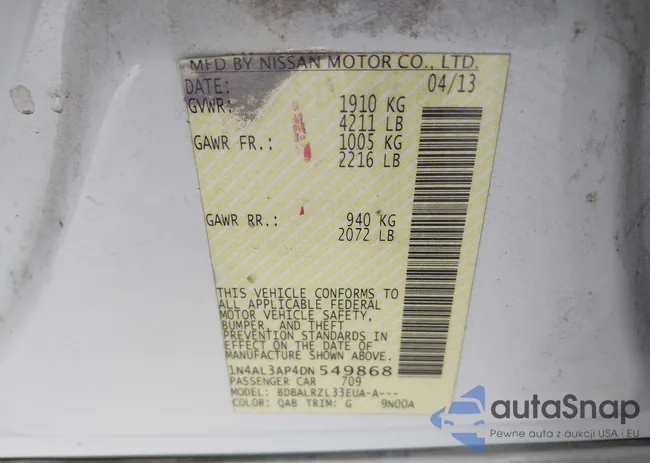 MFD BY NISSAN MOTOR CO., LTD.
DATE: 04/13
GVWR: 1910 KG
4211 LB
GAWR FR.: 1005 KG
2216 LB
GAWR RR.: 940 KG
2072 LB
THIS VEHICLE CONFORMS TO
ALL APPLICABLE FEDERAL
MOTOR VEHICLE SAFETY,
BUMPER, AND THEFT
PREVENTION STANDARDS IN
EFFECT ON THE DATE OF
MANUFACTURE SHOWN ABOVE.
1N4AL3AP4DN549868
PASSENGER CAR 709
MODEL: BDBALRZL33EUA-A---
COLOR: QAB TRIM: G 9N00A
autoSnap
Pewne auta z aukcji USA i EU